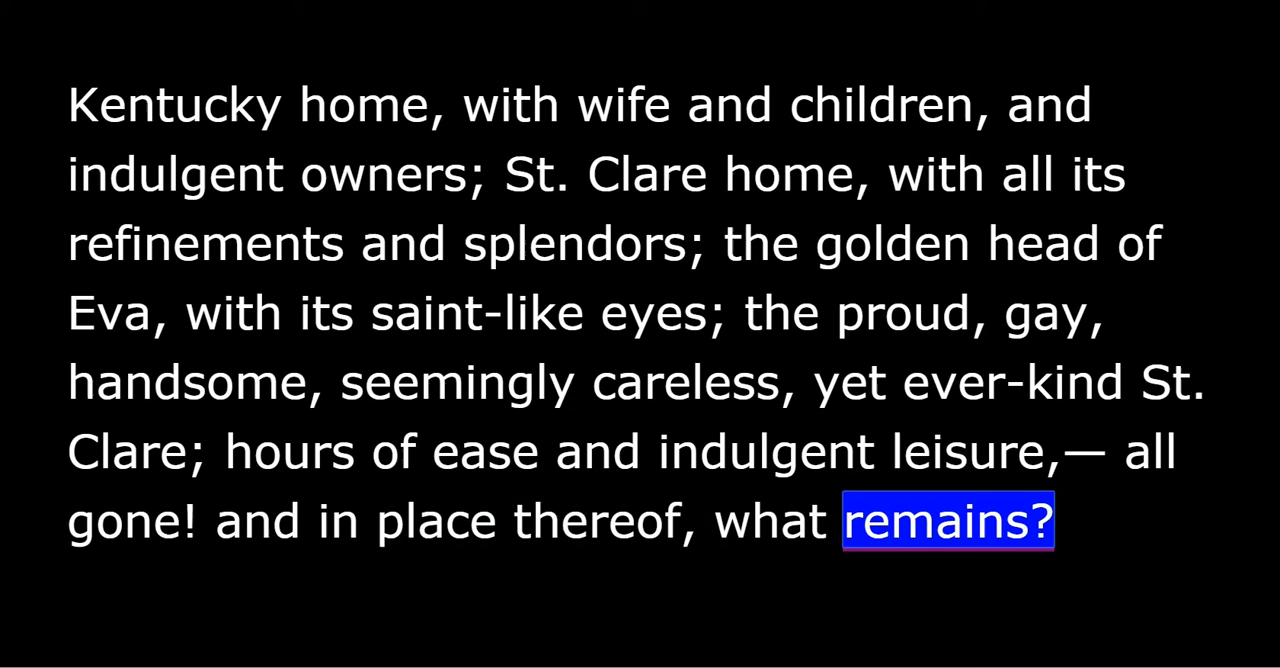 Kentucky home, with wife and children, and
indulgent owners; St. Clare home, with all its
refinements and splendors; the golden head of
Eva, with its saint-like eyes; the proud, gay,
handsome, seemingly careless, yet ever-kind St.
Clare; hours of ease and indulgent leisure,— all
gone! and in place thereof, what remains?